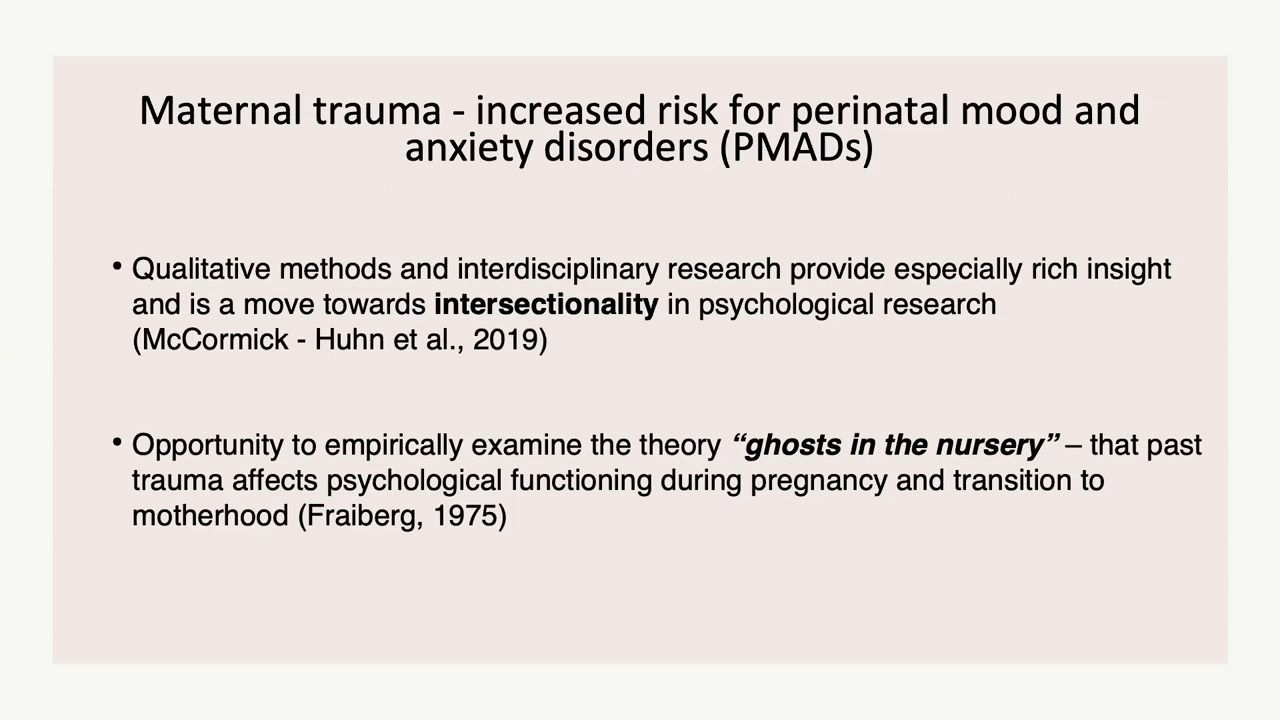 Maternal trauma - increased risk for perinatal mood and
anxiety disorders (PMADs)
• Qualitative methods and interdisciplinary research provide especially rich insight
and is a move towards intersectionality in psychological research
(McCormick - Huhn et al., 2019)
• Opportunity to empirically examine the theory “ghosts in the nursery” – that past
trauma affects psychological functioning during pregnancy and transition to
motherhood (Fraiberg, 1975)